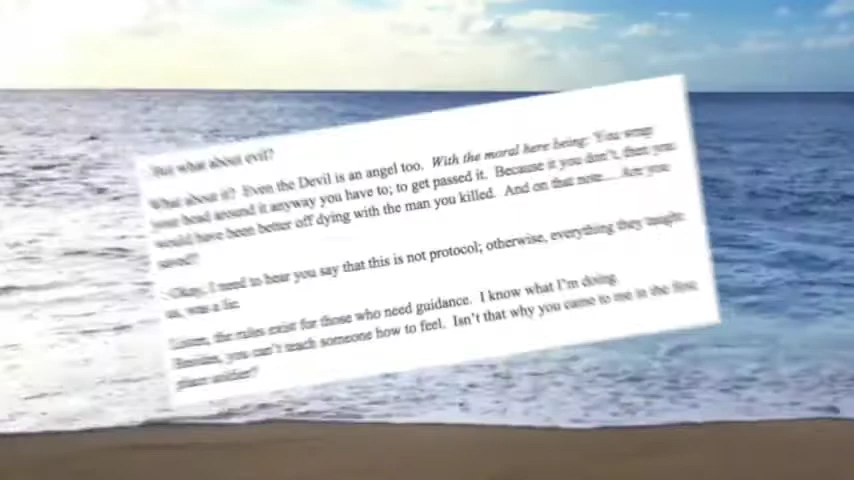 But what about evil?
What about it? Even the Devil is an angel too. With the moral here being: You wrap
your head around it anyway you have to; to get passed it. Because if you don't, then you
would have been better off dying with the man you killed. And on that note... Are you
saved?
Okay, I need to hear you say that this is not protocol; otherwise, everything they taught
us, was a lie.
Listen, the rules exist for those who need guidance. I know what I'm doing.
Besides, you can't teach someone how to feel. Isn't that why you came to me in the first
place soldier?